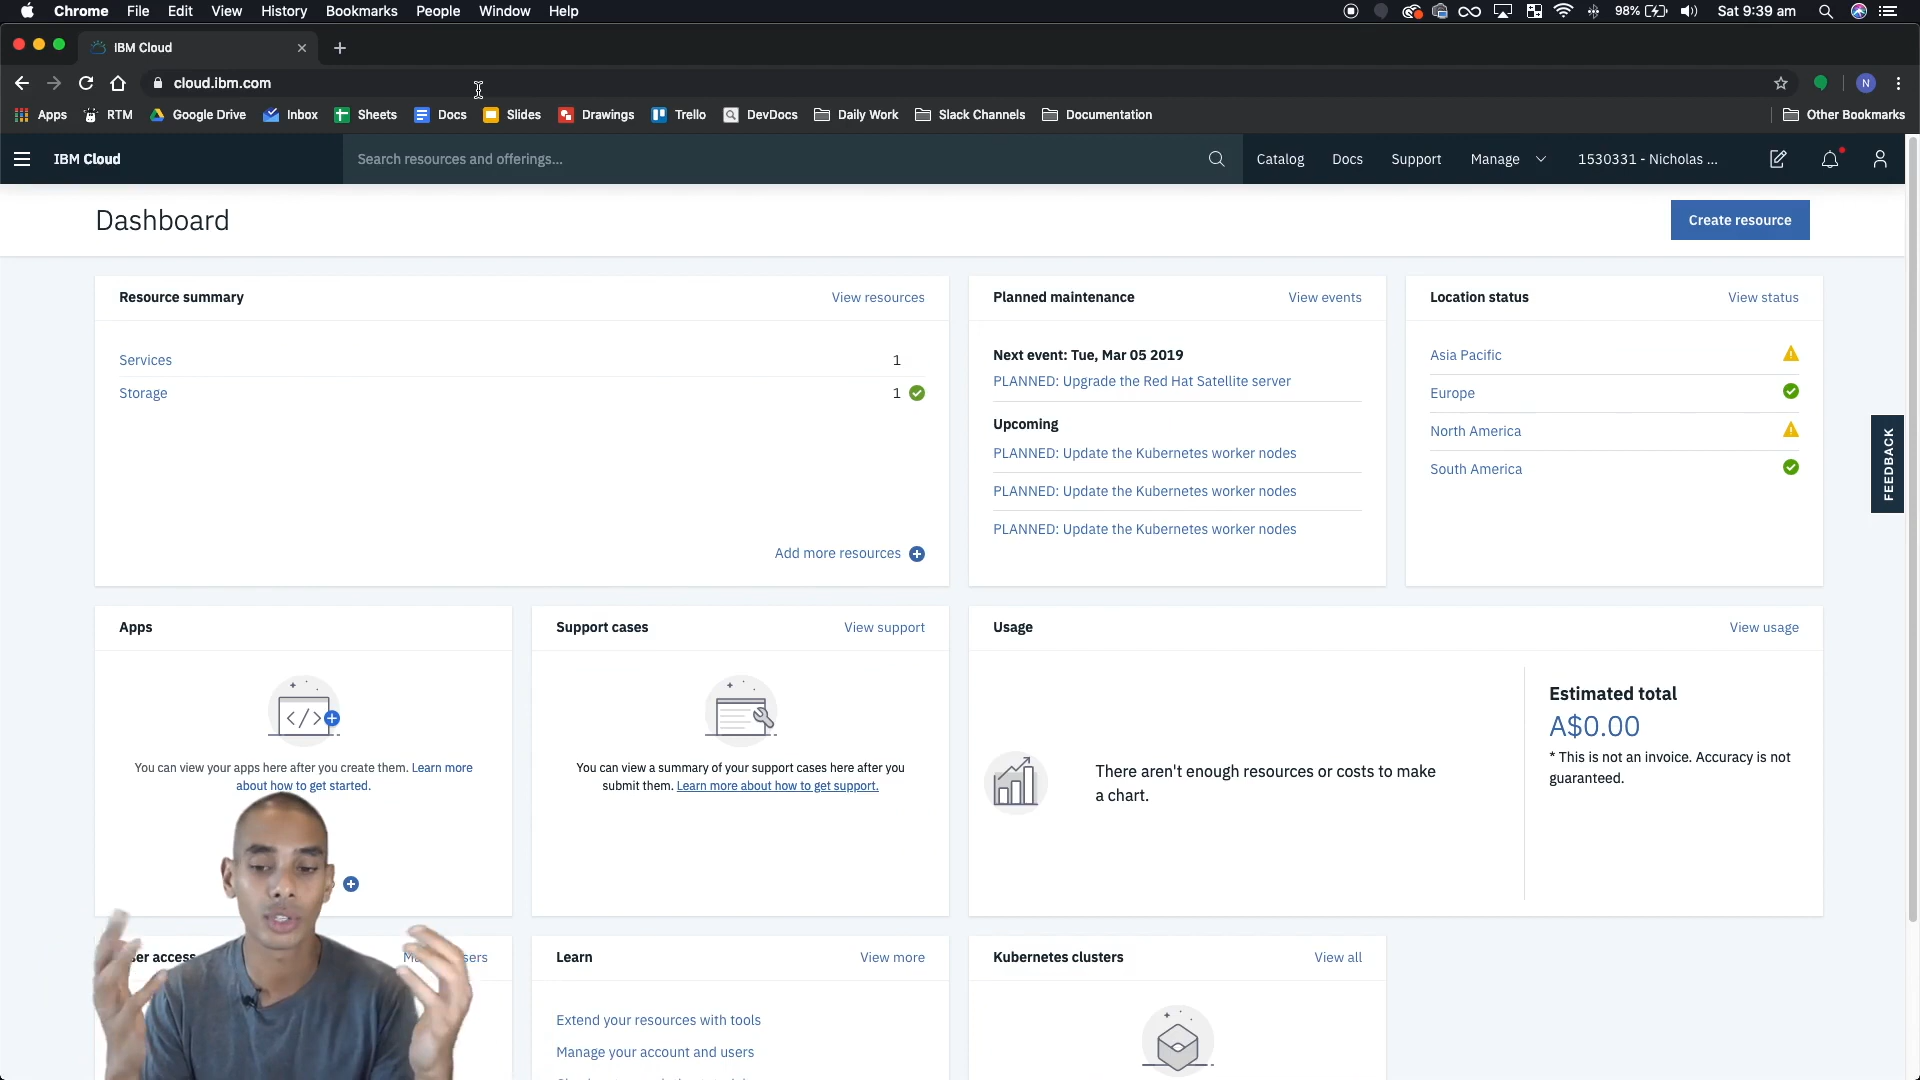 Chrome File Edit View History Bookmarks People Window Help 98% Sat 9:39 am
IBM Cloud
cloud.ibm.com N
Apps RTM Google Drive Inbox Sheets Docs Slides Drawings Trello DevDocs Daily Work Slack Channels Documentation Other Bookmarks
IBM Cloud Search resources and offerings... Catalog Docs Support Manage 1530331 - Nicholas ...
Dashboard Create resource
Resource summary View resources
Services 1
Storage 1
Add more resources
Planned maintenance View events
Next event: Tue, Mar 05 2019
PLANNED: Upgrade the Red Hat Satellite server
Upcoming
PLANNED: Update the Kubernetes worker nodes
PLANNED: Update the Kubernetes worker nodes
PLANNED: Update the Kubernetes worker nodes
Location status View status
Asia Pacific
Europe
North America
South America
FEEDBACK
Apps
You can view your apps here after you create them. Learn more
about how to get started.
Support cases View support
You can view a summary of your support cases here after you
submit them. Learn more about how to get support.
Usage View usage
There aren't enough resources or costs to make
a chart.
Estimated total
A$0.00
* This is not an invoice. Accuracy is not
guaranteed.
access
Learn View more
Extend your resources with tools
Manage your account and users
Kubernetes clusters View all